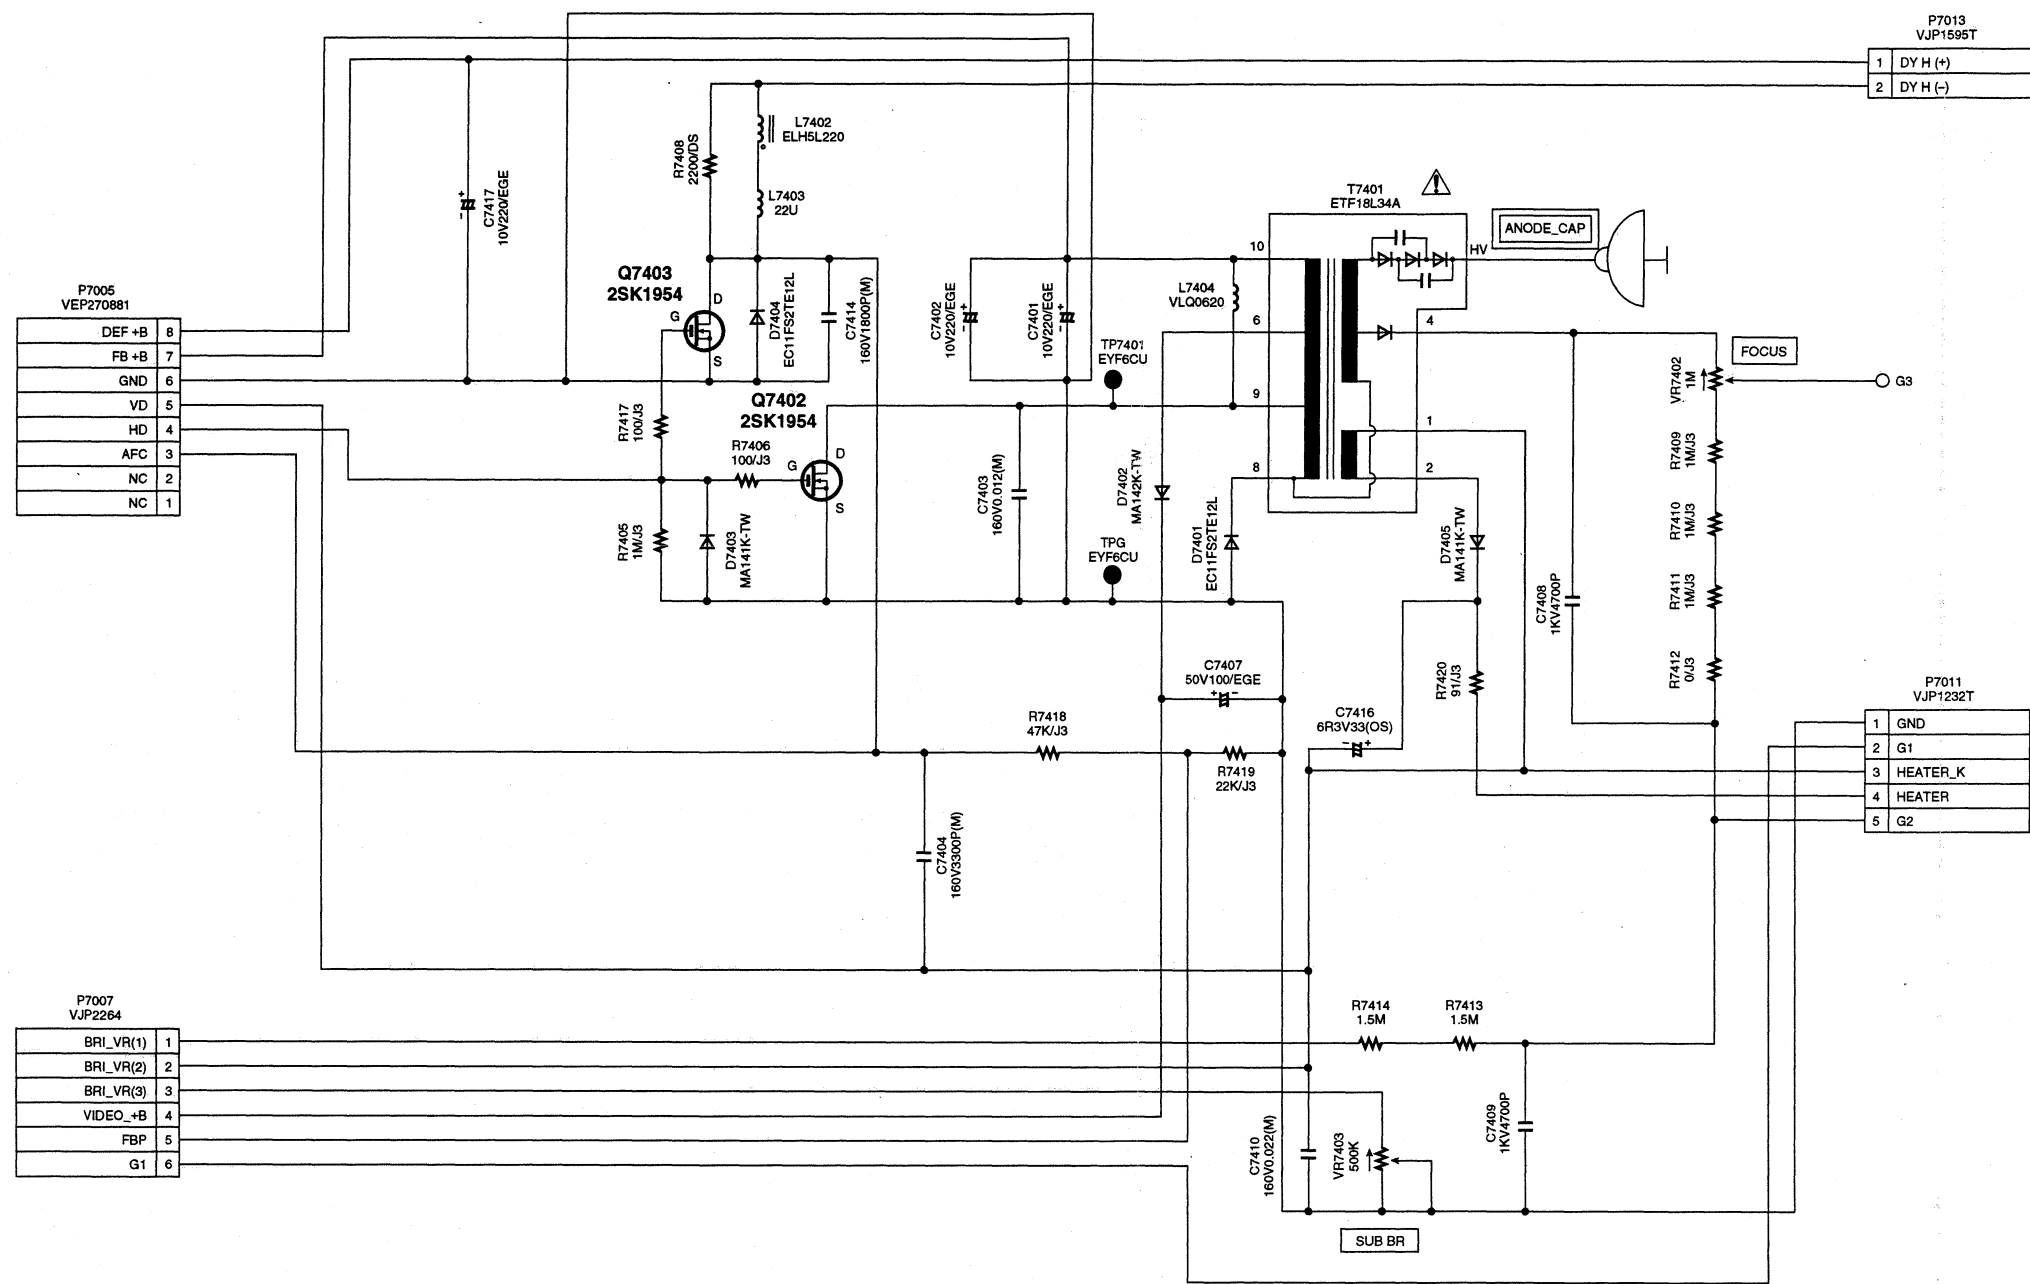 P7013
VJP1595T
1 DY H (+)
2 DY H (–)
L7402
ELH5L220
R7408
2200/DS
C7417
10V220/EGE
L7403
22U
T7401
ETF18L34A
ANODE_CAP
HV
10
Q7403
2SK1954
D
G
S
D7404
EC11FS2TE12L
C7414
160V1800P(M)
C7402
10V220/EGE
C7401
10V220/EGE
L7404
VLQ0620
6
4
P7005
VEP270881
DEF +B 8
FB +B 7
GND 6
VD 5
HD 4
AFC 3
NC 2
NC 1
TP7401
EYF6CU
FOCUS
VR7402
1M
G3
9
1
Q7402
2SK1954
R7417
100/J3
R7406
100/J3
G
D
S
8
2
R7409
1M/J3
C7403
160V0.012(M)
D7402
MA142K-TW
D7401
EC11FS2TE12L
D7405
MA141K-TW
R7410
1M/J3
R7405
1M/J3
D7403
MA141K-TW
TPG
EYF6CU
C7408
1KV4700P
R7411
1M/J3
R7412
0/J3
C7407
50V100/EGE
R7420
91/J3
R7418
47K/J3
C7416
6R3V33(OS)
R7419
22K/J3
P7011
VJP1232T
1 GND
2 G1
3 HEATER_K
4 HEATER
5 G2
C7404
160V3300P(M)
P7007
VJP2264
BRI_VR(1) 1
BRI_VR(2) 2
BRI_VR(3) 3
VIDEO_+B 4
FBP 5
G1 6
R7414
1.5M
R7413
1.5M
C7410
160V0.022(M)
VR7403
500K
C7409
1KV4700P
SUB BR